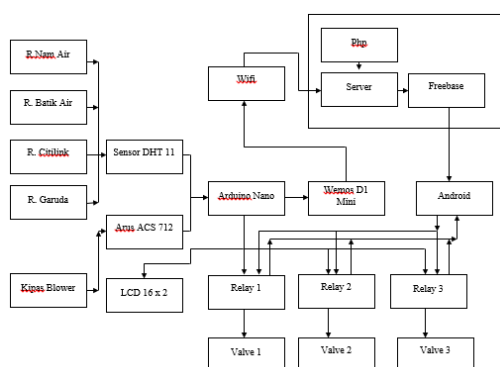 Php
R.Nam Air
Wifi
Server
Freebase
R. Batik Air
R. Citilink
Sensor DHT 11
R. Garuda
Arduino Nano
Wemos D1
Mini
Android
Arus ACS 712
Kipas Blower
LCD 16 x 2
Relay 1
Relay 2
Relay 3
Valve 1
Valve 2
Valve 3